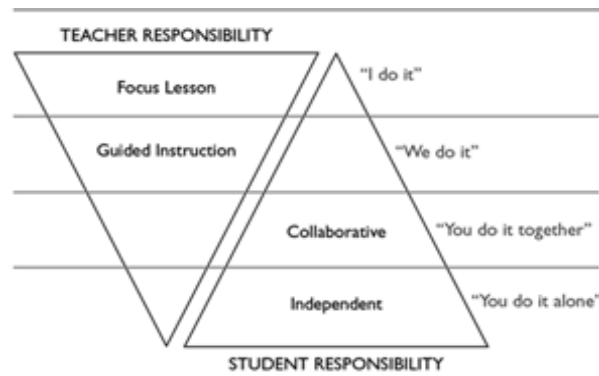 TEACHER RESPONSIBILITY
Focus Lesson
“I do it”
Guided Instruction
“We do it”
Collaborative
“You do it together”
Independent
“You do it alone”
STUDENT RESPONSIBILITY